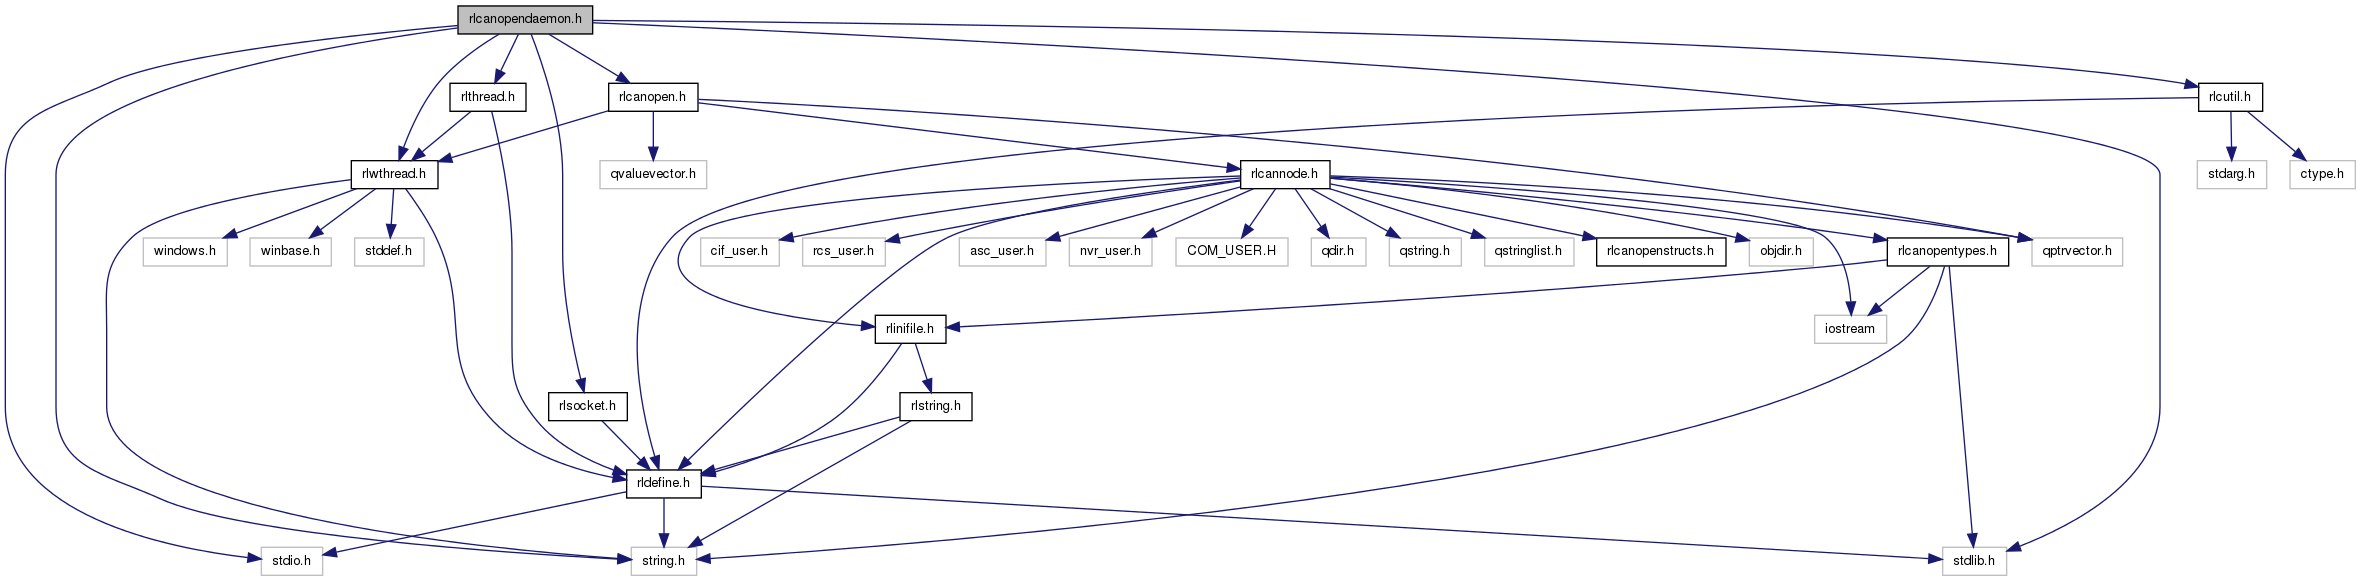 rlcanopendaemon.h
rlthread.h
rlcanopen.h
rlcutil.h
rlwthread.h
qvaluevector.h
rlcannode.h
stdarg.h
ctype.h
windows.h
winbase.h
stddef.h
cif_user.h
rcs_user.h
asc_user.h
nvr_user.h
COM_USER.H
qdir.h
qstring.h
qstringlist.h
rlcanopenstructs.h
objdir.h
rlcanopentypes.h
qptrvector.h
rlinifile.h
iostream
rlsocket.h
rlstring.h
rldefine.h
stdio.h
string.h
stdlib.h